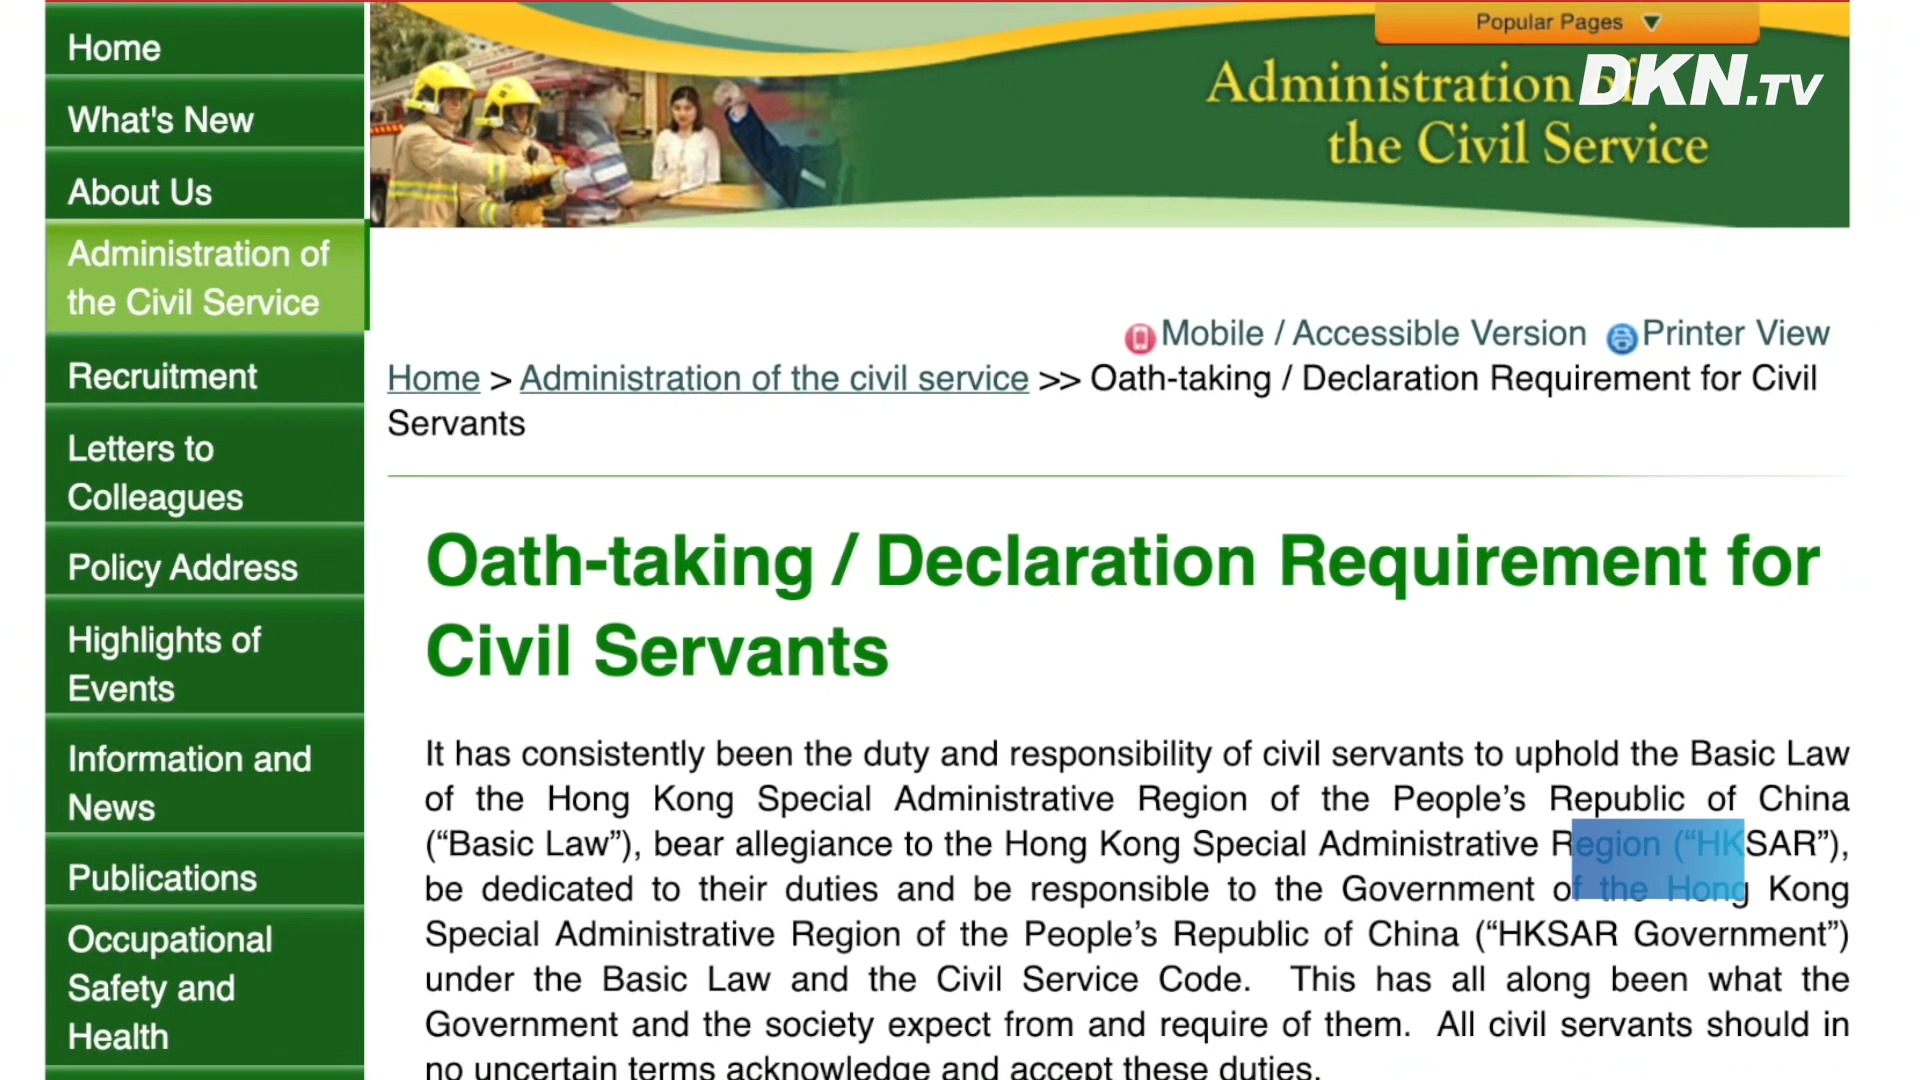 Home
What's New
About Us
Administration of
the Civil Service
Recruitment
Letters to
Colleagues
Policy Address
Highlights of
Events
Information and
News
Publications
Occupational
Safety and
Health
Popular Pages
DKN.TV
Administration of
the Civil Service
Mobile / Accessible Version Printer View
Home > Administration of the civil service >> Oath-taking / Declaration Requirement for Civil
Servants
Oath-taking / Declaration Requirement for
Civil Servants
It has consistently been the duty and responsibility of civil servants to uphold the Basic Law
of the Hong Kong Special Administrative Region of the People’s Republic of China
(“Basic Law”), bear allegiance to the Hong Kong Special Administrative Region (“HKSAR”),
be dedicated to their duties and be responsible to the Government of the Hong Kong
Special Administrative Region of the People’s Republic of China (“HKSAR Government”)
under the Basic Law and the Civil Service Code. This has all along been what the
Government and the society expect from and require of them. All civil servants should in
no uncertain terms acknowledge and accept these duties.